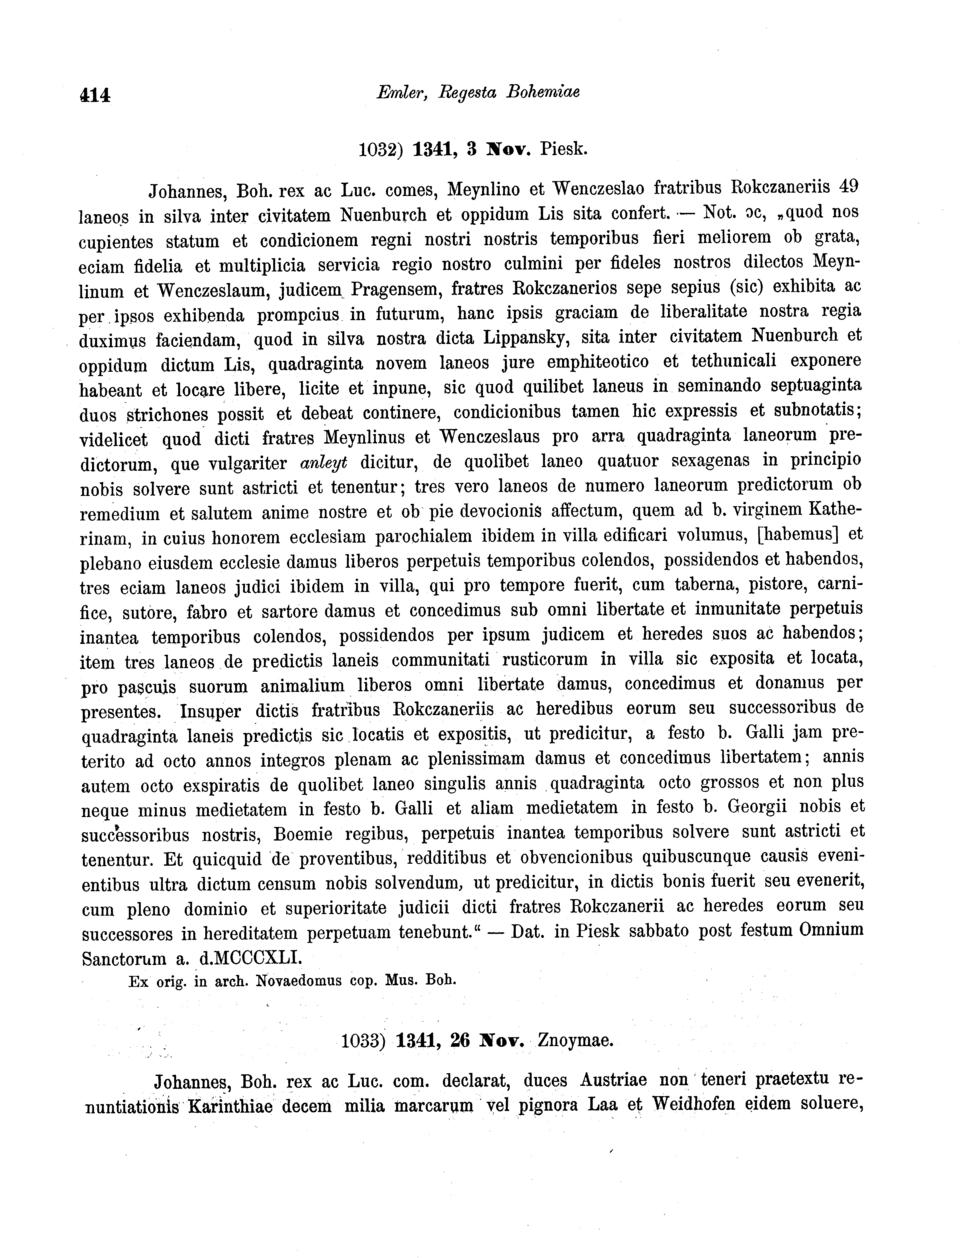 414
Emler, Regesta Bohemiae
1032) 1341, 3 Nov. Piesk.
Johannes, Boh. rex ac Luc. comes, Meynlino et Wenczeslao fratribus Rokczaneriis 49
laneos in silva inter civitatem Nuenburch et oppidum Lis sita confert. — Not. ɔc, „quod nos
cupientes statum et condicionem regni nostri nostris temporibus fieri meliorem ob grata,
eciam fidelia et multiplicia servicia regio nostro culmini per fideles nostros dilectos Meyn-
linum et Wenczeslaum, judicem Pragensem, fratres Rokczanerios sepe sepius (sic) exhibita ac
per ipsos exhibenda prompcius in futurum, hanc ipsis graciam de liberalitate nostra regia
duximus faciendam, quod in silva nostra dicta Lippansky, sita inter civitatem Nuenburch et
oppidum dictum Lis, quadraginta novem laneos jure emphiteotico et tethunicali exponere
habeant et locare libere, licite et inpune, sic quod quilibet laneus in seminando septuaginta
duos strichones possit et debeat continere, condicionibus tamen hic expressis et subnotatis;
videlicet quod dicti fratres Meynlinus et Wenczeslaus pro arra quadraginta laneorum pre-
dictorum, que vulgariter anleyt dicitur, de quolibet laneo quatuor sexagenas in principio
nobis solvere sunt astricti et tenentur; tres vero laneos de numero laneorum predictorum ob
remedium et salutem anime nostre et ob pie devocionis affectum, quem ad b. virginem Kathe-
rinam, in cuius honorem ecclesiam parochialem ibidem in villa edificari volumus, [habemus] et
plebano eiusdem ecclesie damus liberos perpetuis temporibus colendos, possidendos et habendos,
tres eciam laneos judici ibidem in villa, qui pro tempore fuerit, cum taberna, pistore, carni-
fice, sutore, fabro et sartore damus et concedimus sub omni libertate et inmunitate perpetuis
inantea temporibus colendos, possidendos per ipsum judicem et heredes suos ac habendos;
item tres laneos de predictis laneis communitati rusticorum in villa sic exposita et locata,
pro pascuis suorum animalium liberos omni libertate damus, concedimus et donamus per
presentes. Insuper dictis fratribus Rokczaneriis ac heredibus eorum seu successoribus de
quadraginta laneis predictis sic locatis et expositis, ut predicitur, a festo b. Galli jam pre-
terito ad octo annos integros plenam ac plenissimam damus et concedimus libertatem; annis
autem octo exspiratis de quolibet laneo singulis annis quadraginta octo grossos et non plus
neque minus medietatem in festo b. Galli et aliam medietatem in festo b. Georgii nobis et
successoribus nostris, Boemie regibus, perpetuis inantea temporibus solvere sunt astricti et
tenentur. Et quicquid de proventibus, redditibus et obvencionibus quibuscunque causis eveni-
entibus ultra dictum censum nobis solvendum, ut predicitur, in dictis bonis fuerit seu evenerit,
cum pleno dominio et superioritate judicii dicti fratres Rokczanerii ac heredes eorum seu
successores in hereditatem perpetuam tenebunt.“ — Dat. in Piesk sabbato post festum Omnium
Sanctorum a. d.MCCCXLI.
Ex orig. in arch. Novaedomus cop. Mus. Boh.
1033) 1341, 26 Nov. Znoymae.
Johannes, Boh. rex ac Luc. com. declarat, duces Austriae non teneri praetextu re-
nuntiationis Karinthiae decem milia marcarum vel pignora Laa et Weidhofen eidem soluere,